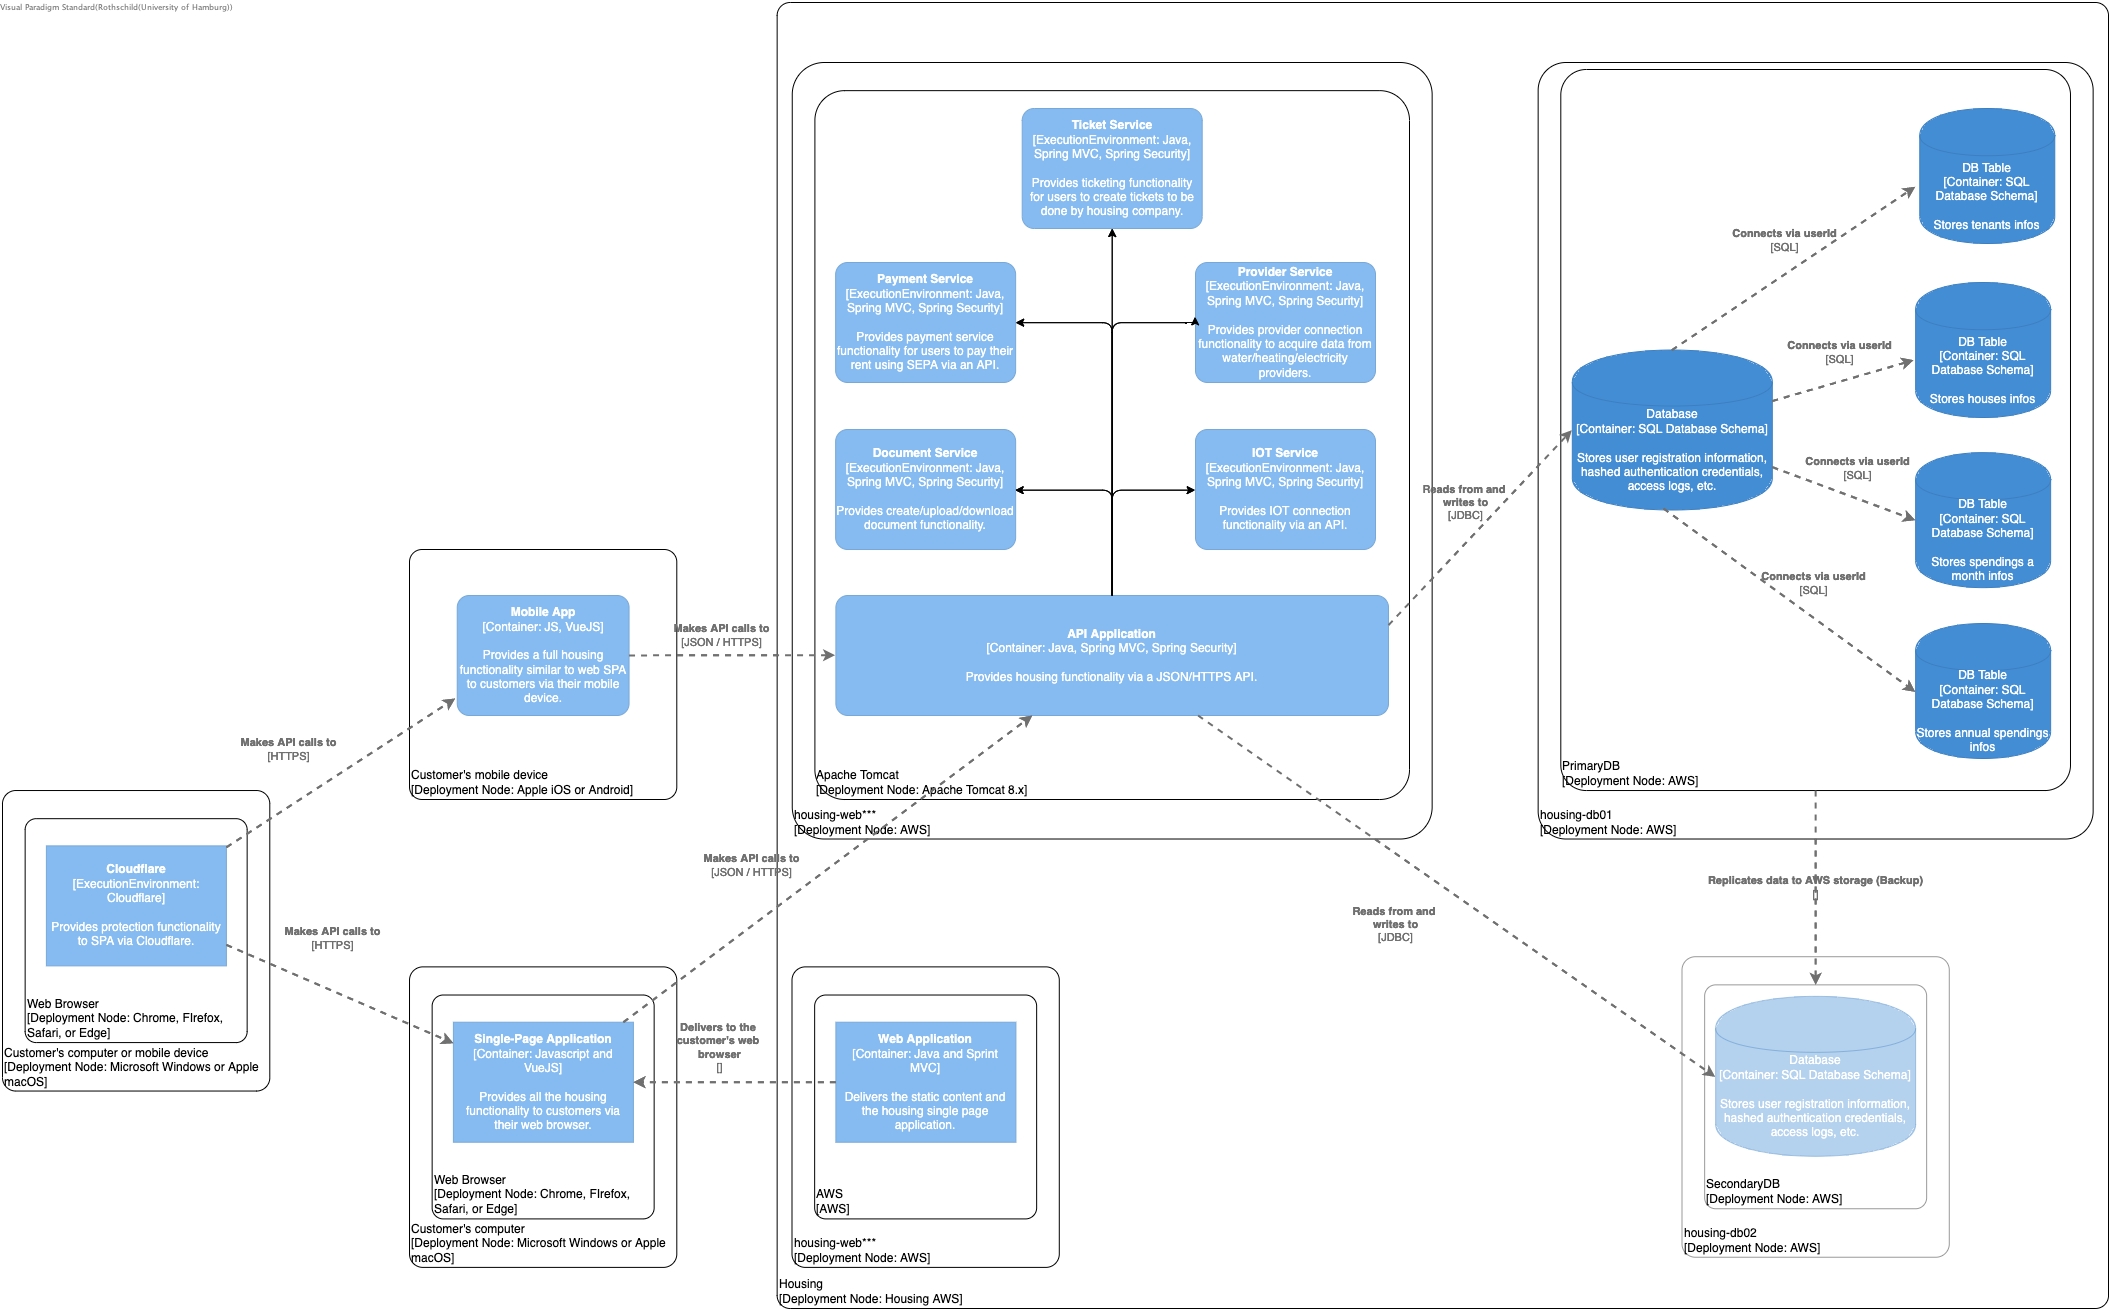 Visual Paradigm Standard(Rothschild(University of Hamburg))
Ticket Service
[ExecutionEnvironment: Java,
Spring MVC, Spring Security]
Provides ticketing functionality
for users to create tickets to be
done by housing company.
Payment Service
[ExecutionEnvironment: Java,
Spring MVC, Spring Security]
Provides payment service
functionality for users to pay their
rent using SEPA via an API.
Provider Service
[ExecutionEnvironment: Java,
Spring MVC, Spring Security]
Provides provider connection
functionality to acquire data from
water/heating/electricity
providers.
Document Service
[ExecutionEnvironment: Java,
Spring MVC, Spring Security]
Provides create/upload/download
document functionality.
IOT Service
[ExecutionEnvironment: Java,
Spring MVC, Spring Security]
Provides IOT connection
functionality via an API.
API Application
[Container: Java, Spring MVC, Spring Security]
Provides housing functionality via a JSON/HTTPS API.
Apache Tomcat
[Deployment Node: Apache Tomcat 8.x]
housing-web***
[Deployment Node: AWS]
Reads from and
writes to
[JDBC]
Database
[Container: SQL Database Schema]
Stores user registration information,
hashed authentication credentials,
access logs, etc.
Connects via userId
[SQL]
Connects via userId
[SQL]
Connects via userId
[SQL]
Connects via userId
[SQL]
DB Table
[Container: SQL
Database Schema]
Stores tenants infos
DB Table
[Container: SQL
Database Schema]
Stores houses infos
DB Table
[Container: SQL
Database Schema]
Stores spendings a
month infos
DB Table
[Container: SQL
Database Schema]
Stores annual spendings
infos
PrimaryDB
[Deployment Node: AWS]
housing-db01
[Deployment Node: AWS]
Mobile App
[Container: JS, VueJS]
Provides a full housing
functionality similar to web SPA
to customers via their mobile
device.
Customer's mobile device
[Deployment Node: Apple iOS or Android]
Makes API calls to
[JSON / HTTPS]
Makes API calls to
[HTTPS]
Cloudflare
[ExecutionEnvironment:
Cloudflare]
Provides protection functionality
to SPA via Cloudflare.
Web Browser
[Deployment Node: Chrome, FIrefox,
Safari, or Edge]
Customer's computer or mobile device
[Deployment Node: Microsoft Windows or Apple
macOS]
Makes API calls to
[HTTPS]
Makes API calls to
[JSON / HTTPS]
Single-Page Application
[Container: Javascript and
VueJS]
Provides all the housing
functionality to customers via
their web browser.
Web Browser
[Deployment Node: Chrome, FIrefox,
Safari, or Edge]
Customer's computer
[Deployment Node: Microsoft Windows or Apple
macOS]
Delivers to the
customer's web
browser
[]
Web Application
[Container: Java and Sprint
MVC]
Delivers the static content and
the housing single page
application.
AWS
[AWS]
housing-web***
[Deployment Node: AWS]
Reads from and
writes to
[JDBC]
Replicates data to AWS storage (Backup)
[]
Database
[Container: SQL Database Schema]
Stores user registration information,
hashed authentication credentials,
access logs, etc.
SecondaryDB
[Deployment Node: AWS]
housing-db02
[Deployment Node: AWS]
Housing
[Deployment Node: Housing AWS]